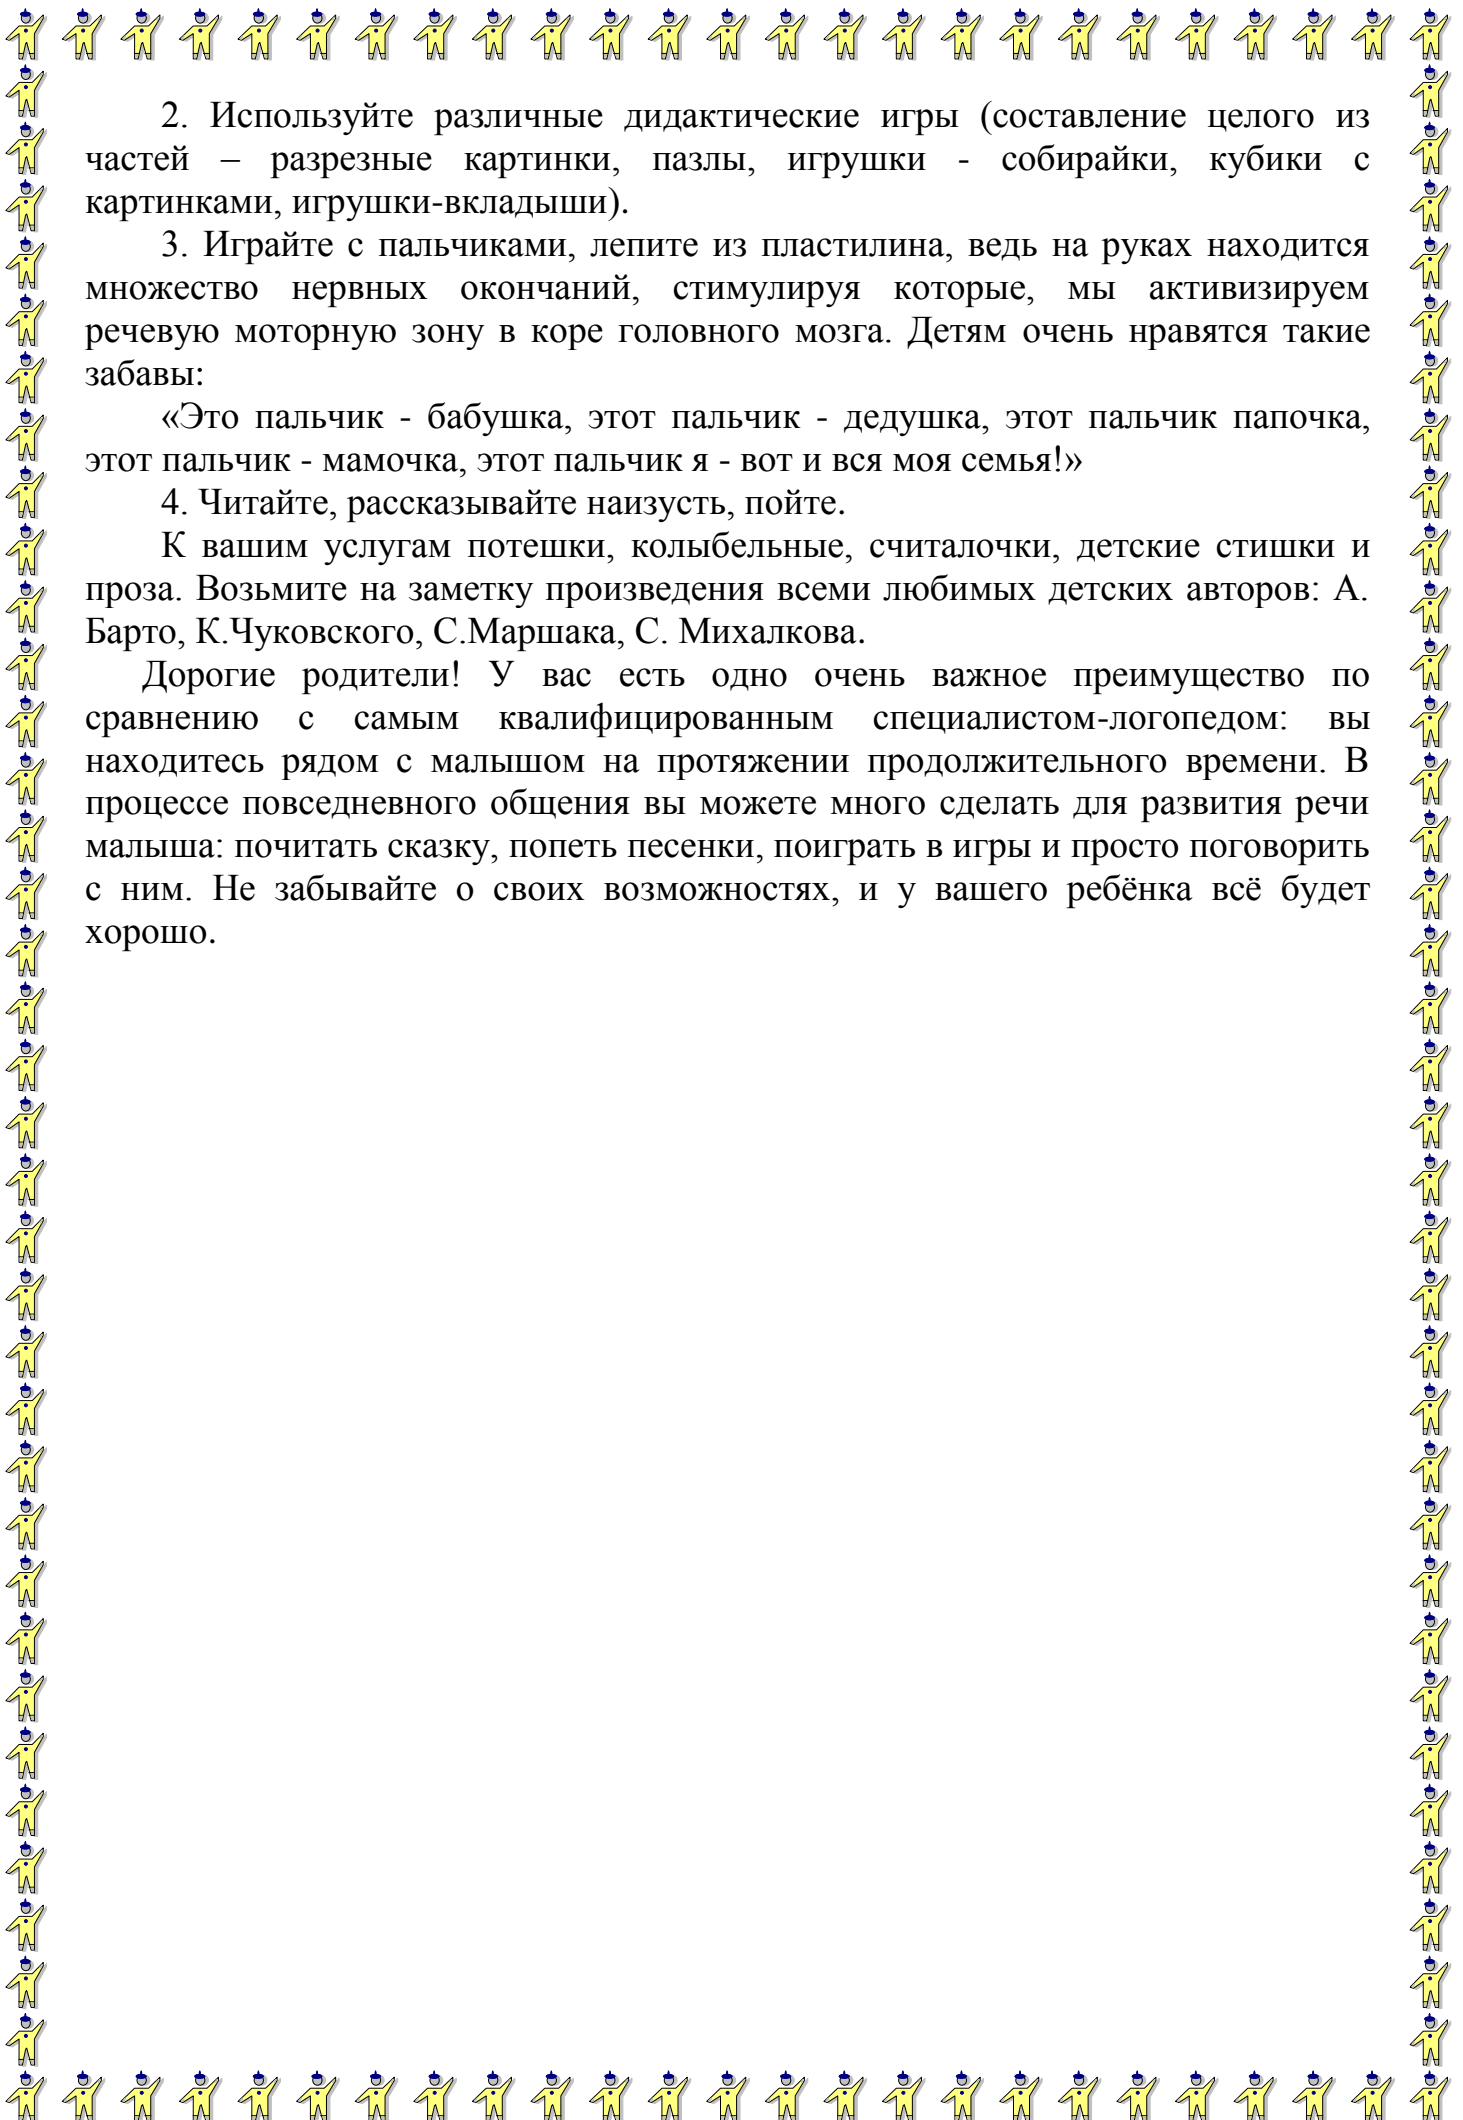 2. Используйте различные дидактические игры (составление целого из
частей – разрезные картинки, пазлы, игрушки - собирайки, кубики с
картинками, игрушки-вкладыши).
3. Играйте с пальчиками, лепите из пластилина, ведь на руках находится
множество нервных окончаний, стимулируя которые, мы активизируем
речевую моторную зону в коре головного мозга. Детям очень нравятся такие
забавы:
«Это пальчик - бабушка, этот пальчик - дедушка, этот пальчик папочка,
этот пальчик - мамочка, этот пальчик я - вот и вся моя семья!»
4. Читайте, рассказывайте наизусть, пойте.
К вашим услугам потешки, колыбельные, считалочки, детские стишки и
проза. Возьмите на заметку произведения всеми любимых детских авторов: А.
Барто, К.Чуковского, С.Маршака, С. Михалкова.
Дорогие родители! У вас есть одно очень важное преимущество по
сравнению с самым квалифицированным специалистом-логопедом: вы
находитесь рядом с малышом на протяжении продолжительного времени. В
процессе повседневного общения вы можете много сделать для развития речи
малыша: почитать сказку, попеть песенки, поиграть в игры и просто поговорить
с ним. Не забывайте о своих возможностях, и у вашего ребёнка всё будет
хорошо.